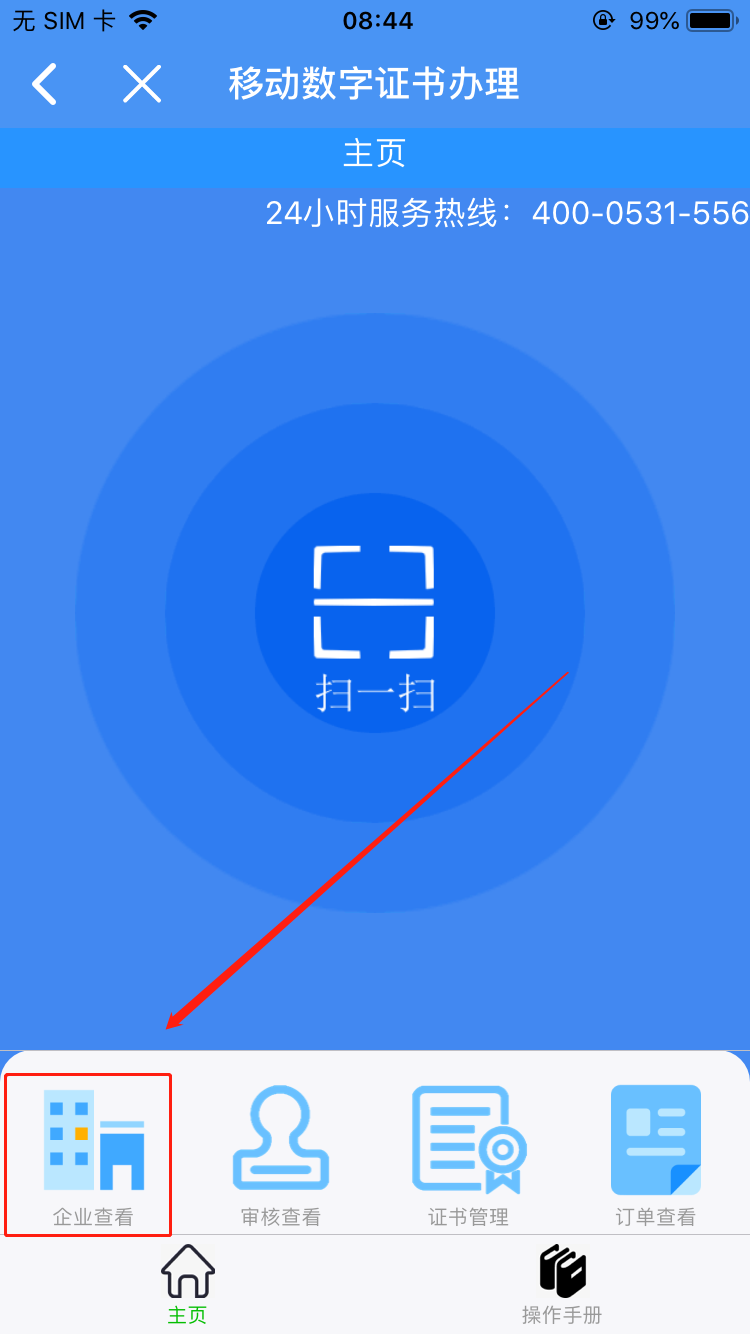 无 SIM 卡 08:44 99%
移动数字证书办理
主页
24小时服务热线：400-0531-556
扫一扫
企业查看 审核查看 证书管理 订单查看
主页 操作手册